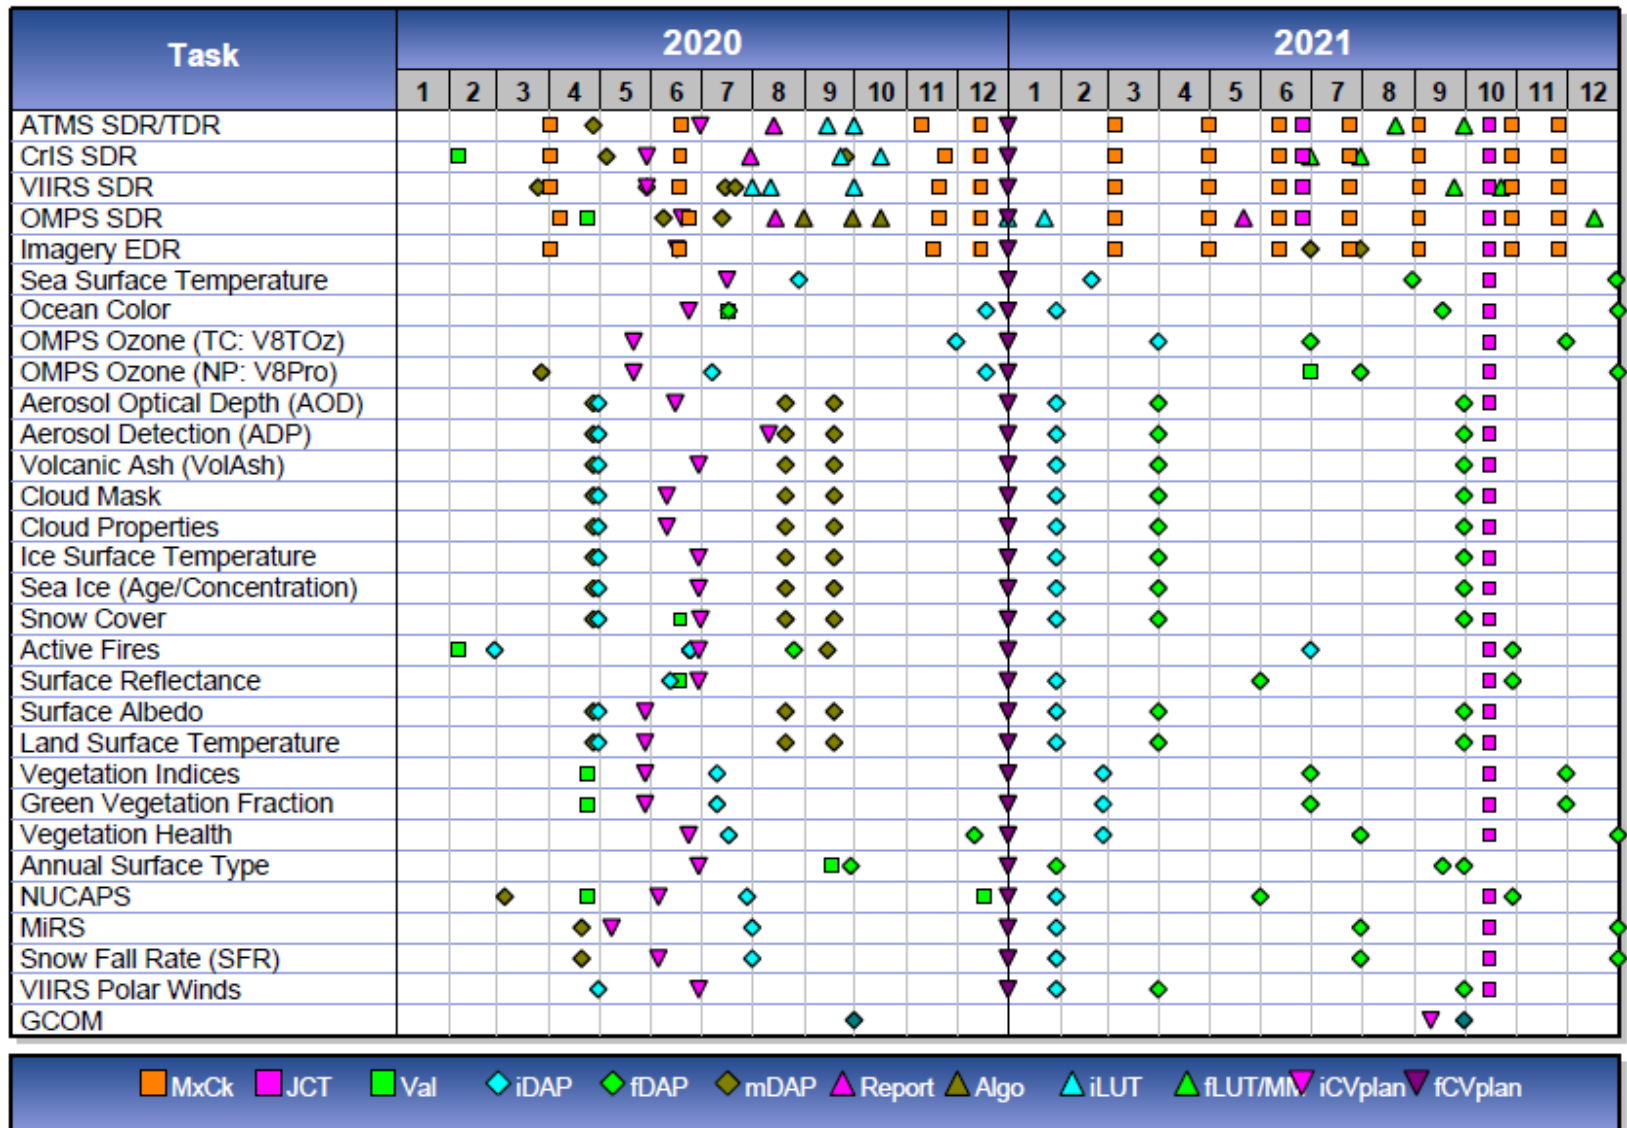 Task 2020 2021
1 2 3 4 5 6 7 8 9 10 11 12 1 2 3 4 5 6 7 8 9 10 11 12
ATMS SDR/TDR
CrIS SDR
VIIRS SDR
OMPS SDR
Imagery EDR
Sea Surface Temperature
Ocean Color
OMPS Ozone (TC: V8TOz)
OMPS Ozone (NP: V8Pro)
Aerosol Optical Depth (AOD)
Aerosol Detection (ADP)
Volcanic Ash (VolAsh)
Cloud Mask
Cloud Properties
Ice Surface Temperature
Sea Ice (Age/Concentration)
Snow Cover
Active Fires
Surface Reflectance
Surface Albedo
Land Surface Temperature
Vegetation Indices
Green Vegetation Fraction
Vegetation Health
Annual Surface Type
NUCAPS
MiRS
Snow Fall Rate (SFR)
VIIRS Polar Winds
GCOM
MxCk JCT Val iDAP fDAP mDAP Report Algo iLUT fLUT/MM iCVplan fCVplan